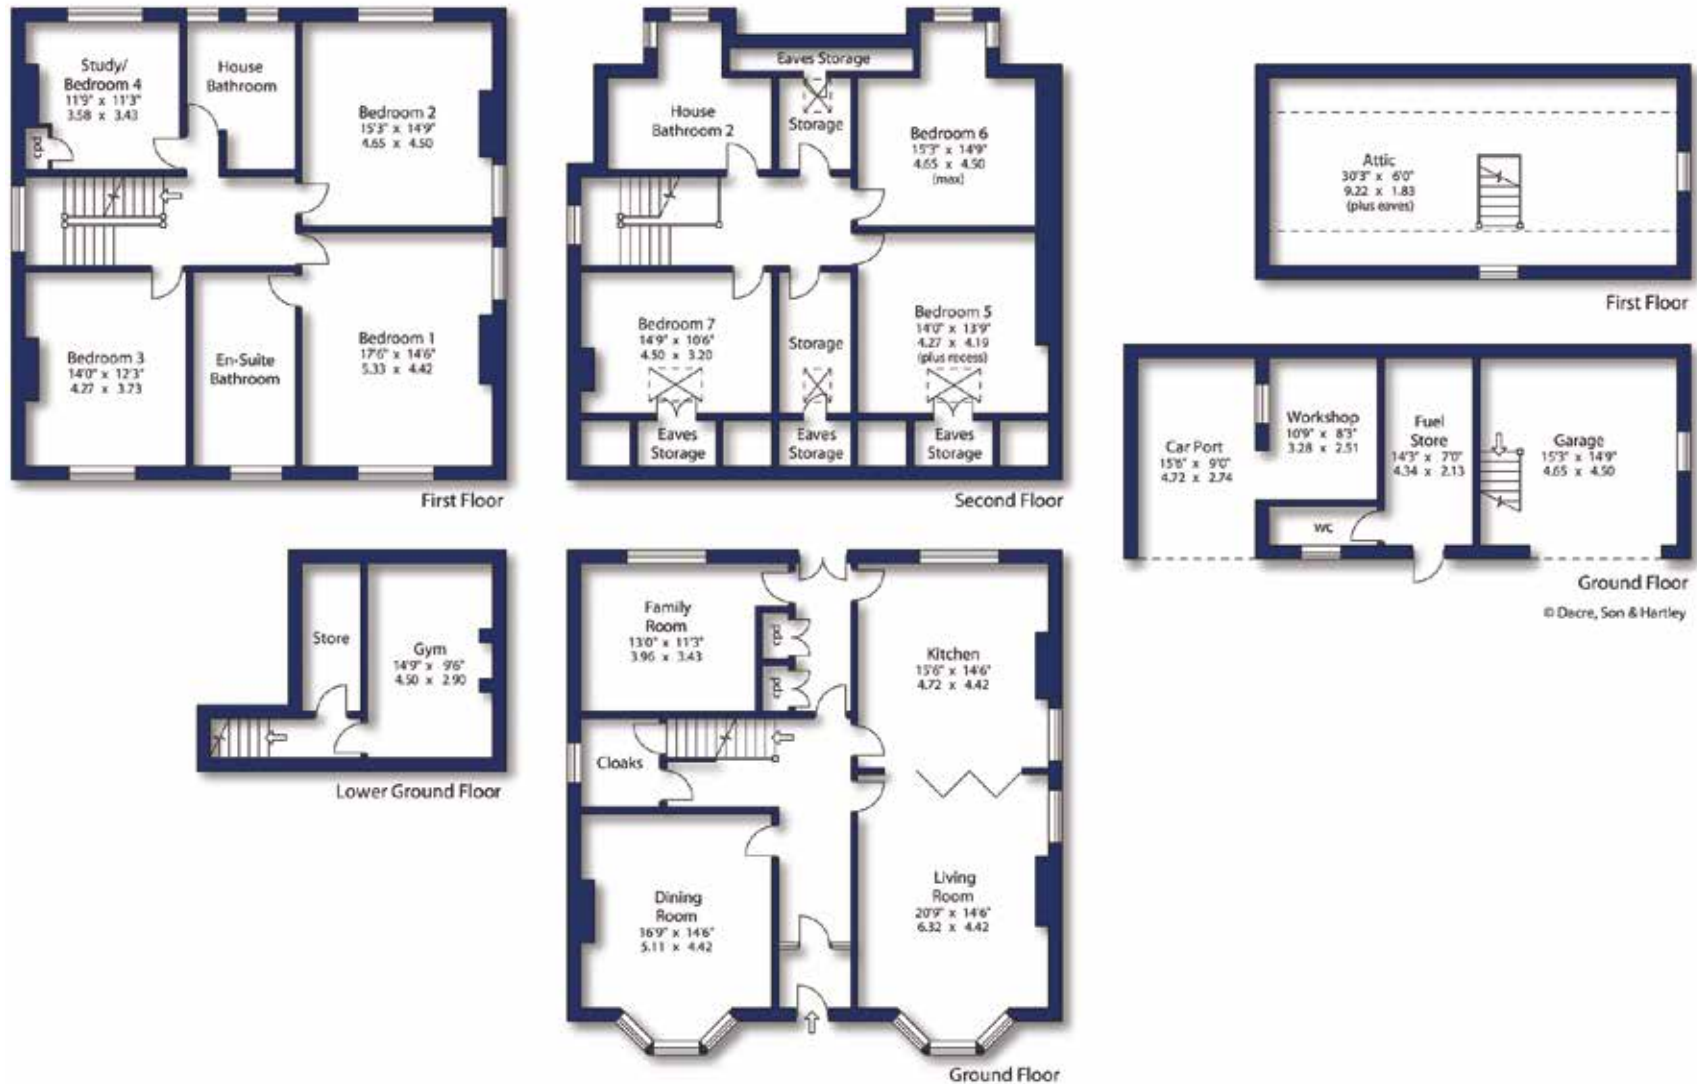 Study/
Bedroom 4
11'9" x 11'3"
3.58 x 3.43
cpd
House
Bathroom
Bedroom 2
15'3" x 14'9"
4.65 x 4.50
Bedroom 3
14'0" x 12'3"
4.27 x 3.73
En-Suite
Bathroom
Bedroom 1
17'6" x 14'6"
5.33 x 4.42
First Floor
Eaves Storage
House
Bathroom 2
Storage
Bedroom 6
15'3" x 14'9"
4.65 x 4.50
(max)
Bedroom 7
14'9" x 10'6"
4.50 x 3.20
Storage
Bedroom 5
14'0" x 13'9"
4.27 x 4.19
(plus recess)
Eaves
Storage
Eaves
Storage
Eaves
Storage
Second Floor
Attic
30'3" x 6'0"
9.22 x 1.83
(plus eaves)
First Floor
Car Port
15'6" x 9'0"
4.72 x 2.74
Workshop
10'9" x 8'3"
3.28 x 2.51
wc
Fuel
Store
14'3" x 7'0"
4.34 x 2.13
Garage
15'3" x 14'9"
4.65 x 4.50
Ground Floor
© Dacre, Son & Hartley
Store
Gym
14'9" x 9'6"
4.50 x 2.90
Lower Ground Floor
Family
Room
13'0" x 11'3"
3.96 x 3.43
cpd
cpd
Kitchen
15'6" x 14'6"
4.72 x 4.42
Cloaks
Dining
Room
16'9" x 14'6"
5.11 x 4.42
Living
Room
20'9" x 14'6"
6.32 x 4.42
Ground Floor